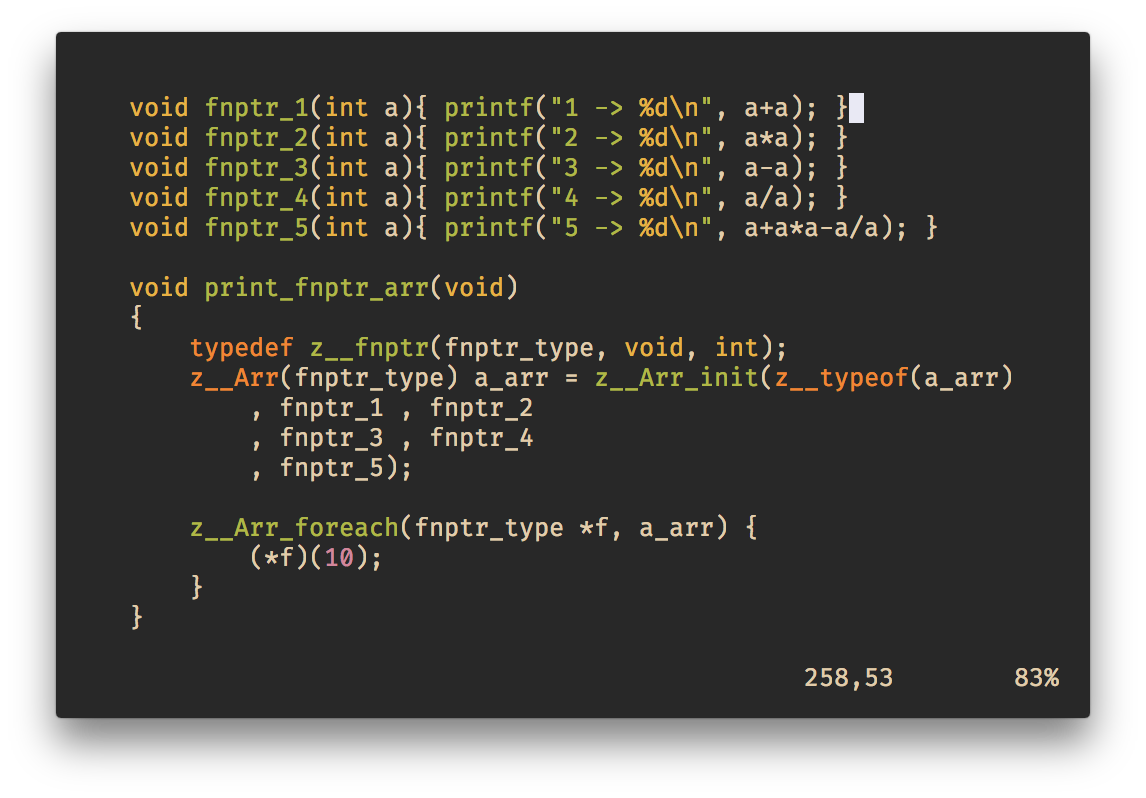 void fnptr_1(int a){ printf("1 -> %d\n", a+a); }
void fnptr_2(int a){ printf("2 -> %d\n", a*a); }
void fnptr_3(int a){ printf("3 -> %d\n", a-a); }
void fnptr_4(int a){ printf("4 -> %d\n", a/a); }
void fnptr_5(int a){ printf("5 -> %d\n", a+a*a-a/a); }
void print_fnptr_arr(void)
{
    typedef z__fnptr(fnptr_type, void, int);
    z__Arr(fnptr_type) a_arr = z__Arr_init(z__typeof(a_arr)
        , fnptr_1 , fnptr_2
        , fnptr_3 , fnptr_4
        , fnptr_5);
    z__Arr_foreach(fnptr_type *f, a_arr) {
        (*f)(10);
    }
}
258,53 83%